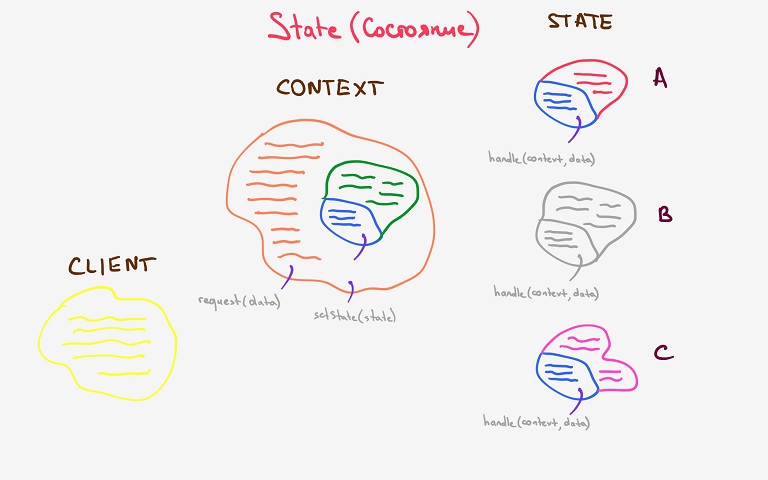 State (Состояние)
STATE
CONTEXT
A
handle(context, data)
B
handle(context, data)
CLIENT
request(data)
setState(state)
C
handle(context, data)